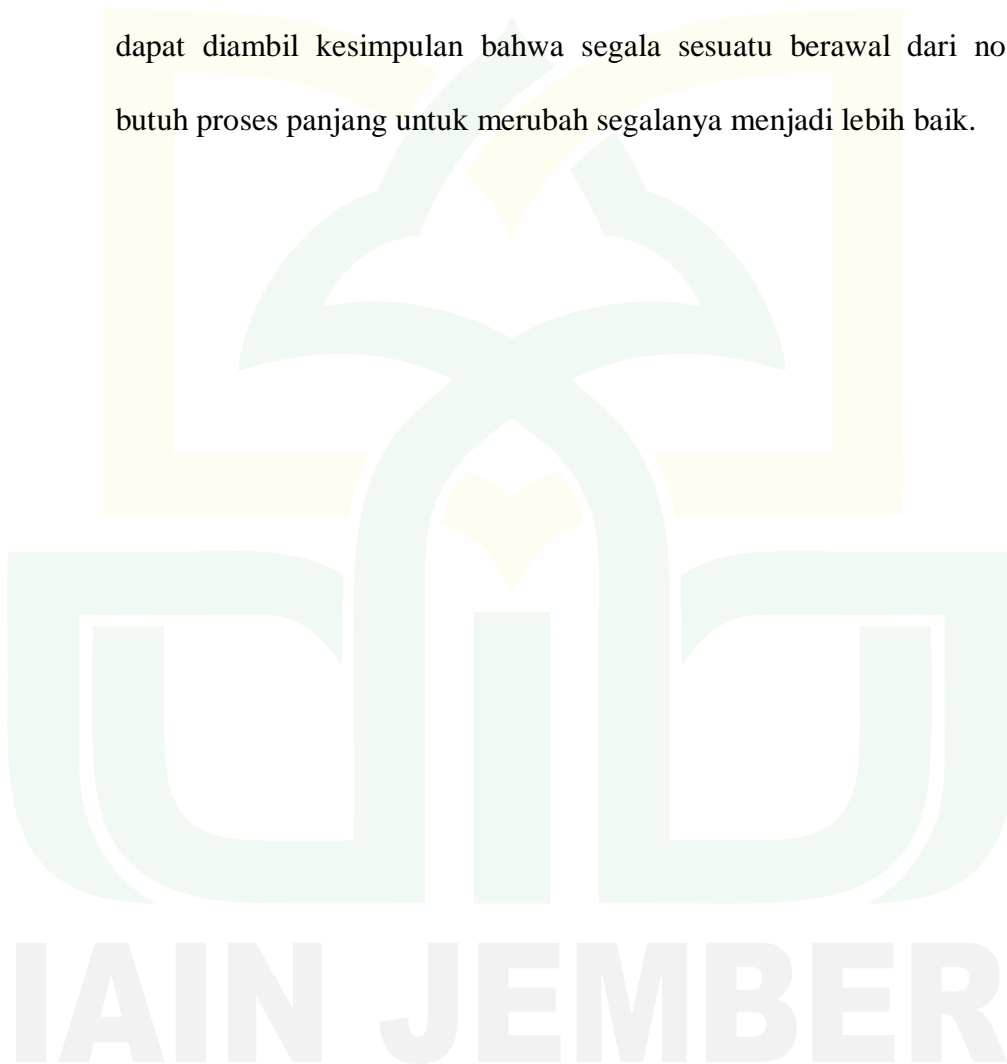 dapat diambil kesimpulan bahwa segala sesuatu berawal dari no
butuh proses panjang untuk merubah segalanya menjadi lebih baik.
IAIN JEMBER